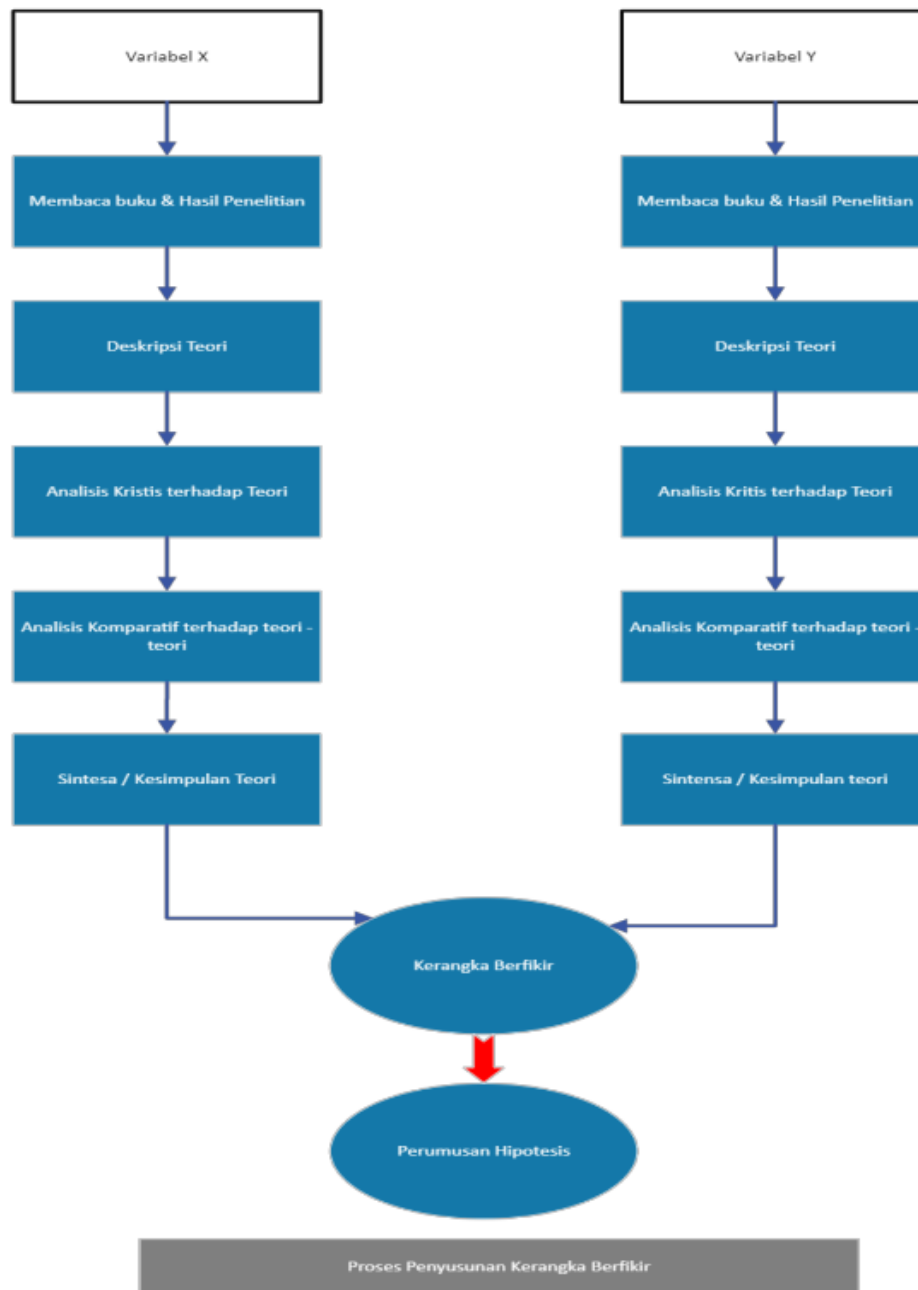 Variabel X
Membaca buku & Hasil Penelitian
Deskripsi Teori
Analisis Kristis terhadap Teori
Analisis Komparatif terhadap teori -
teori
Sintesa / Kesimpulan Teori
Variabel Y
Membaca buku & Hasil Penelitian
Deskripsi Teori
Analisis Kritis terhadap Teori
Analisis Komparatif terhadap teori -
teori
Sintensa / Kesimpulan teori
Kerangka Berfikir
Perumusan Hipotesis
Proses Penyusunan Kerangka Berfikir